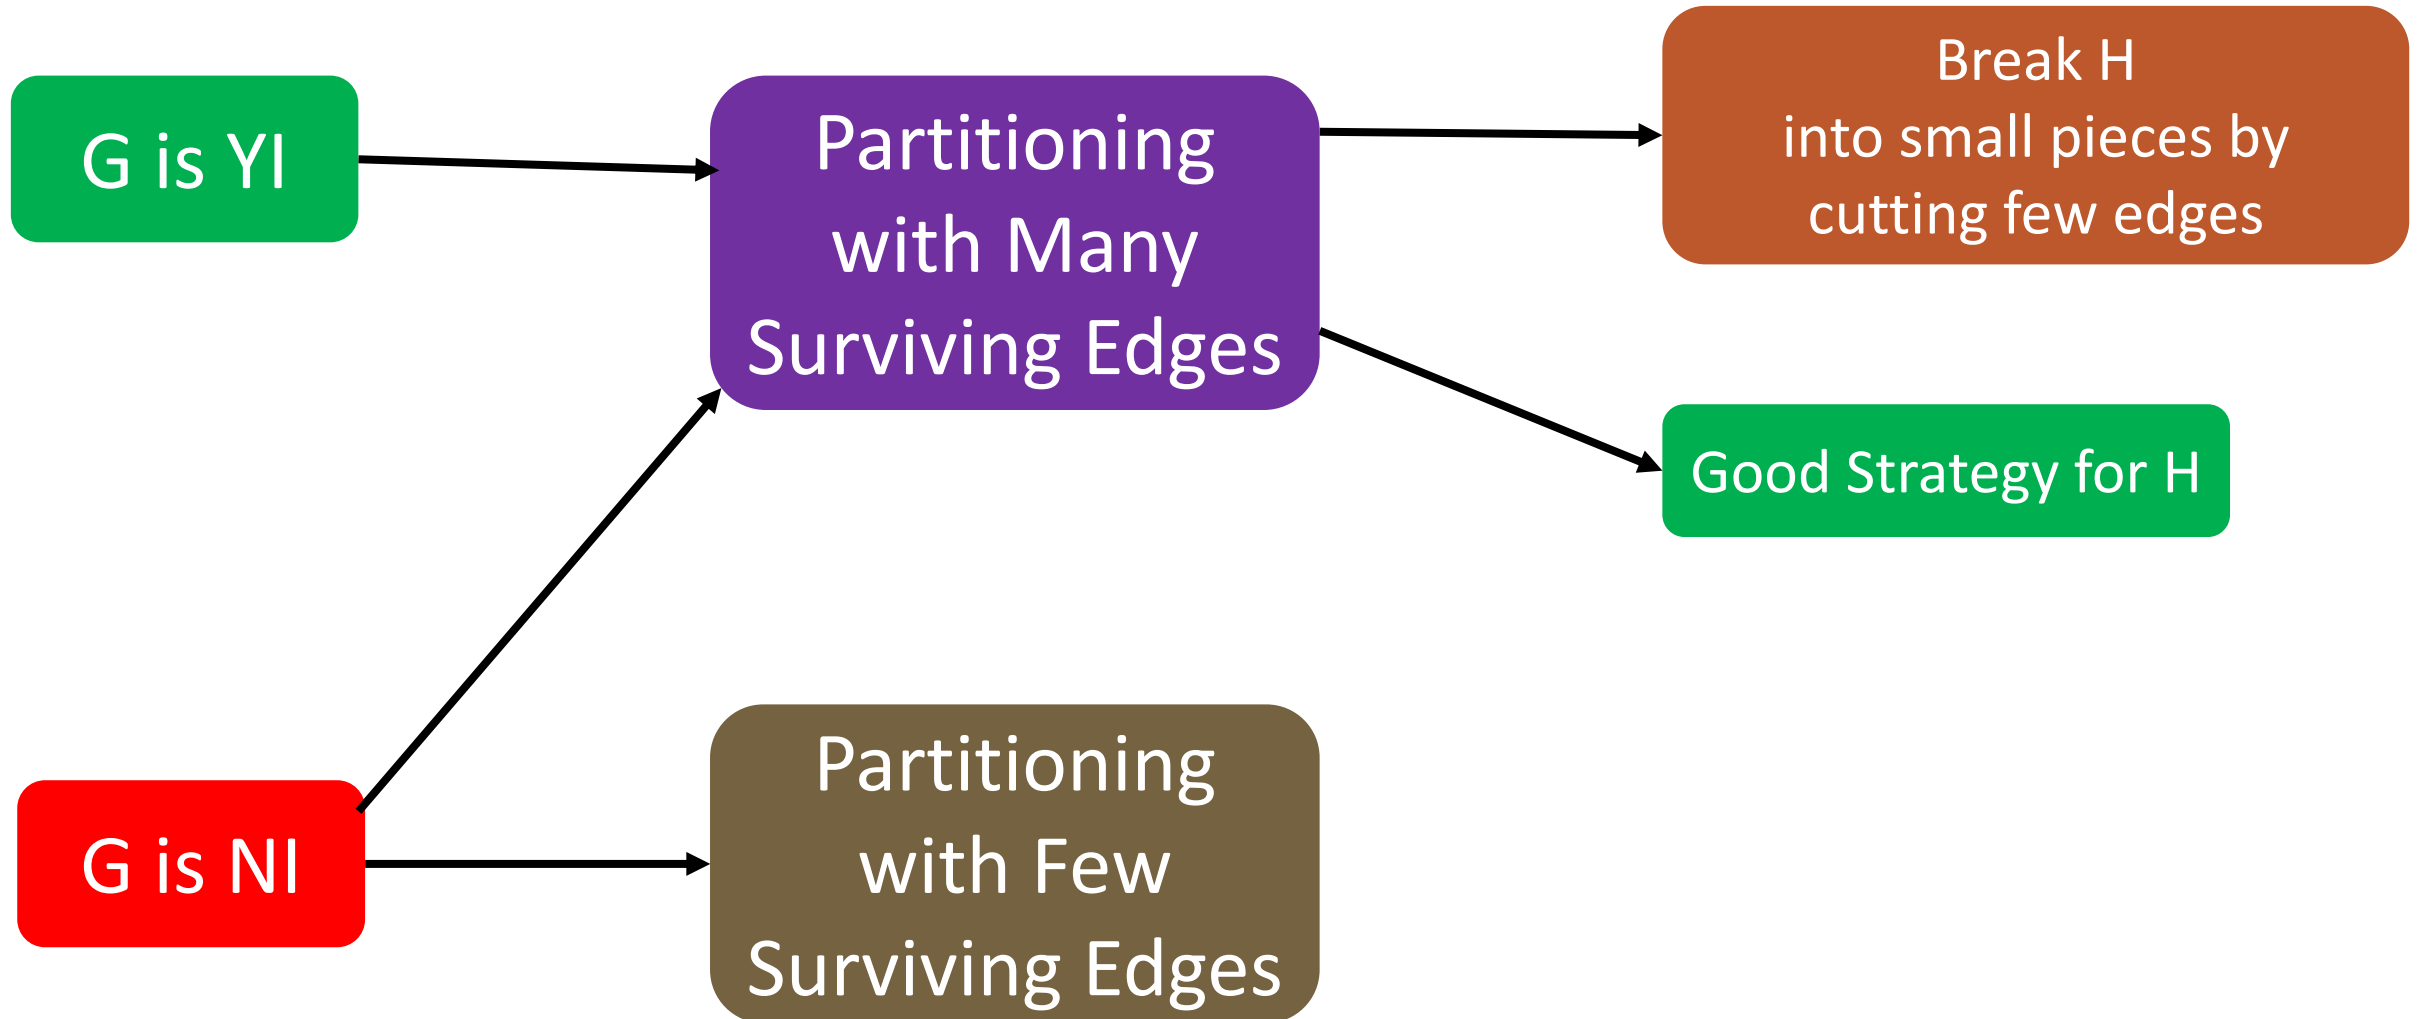 G is YI
Partitioning
with Many
Surviving Edges
Break H
into small pieces by
cutting few edges
Good Strategy for H
G is NI
Partitioning
with Few
Surviving Edges